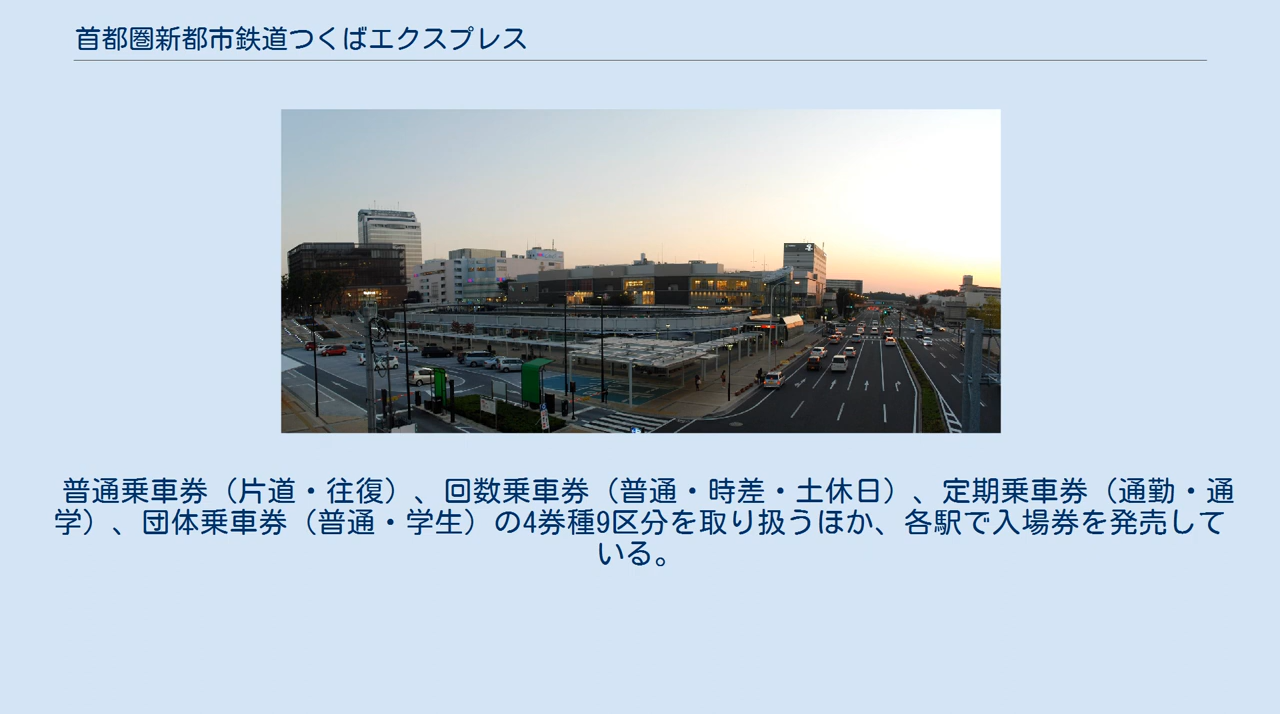 首都圏新都市鉄道つくばエクスプレス
普通乗車券（片道・往復）、回数乗車券（普通・時差・土休日）、定期乗車券（通勤・通
学）、団体乗車券（普通・学生）の4券種9区分を取り扱うほか、各駅で入場券を発売して
いる。